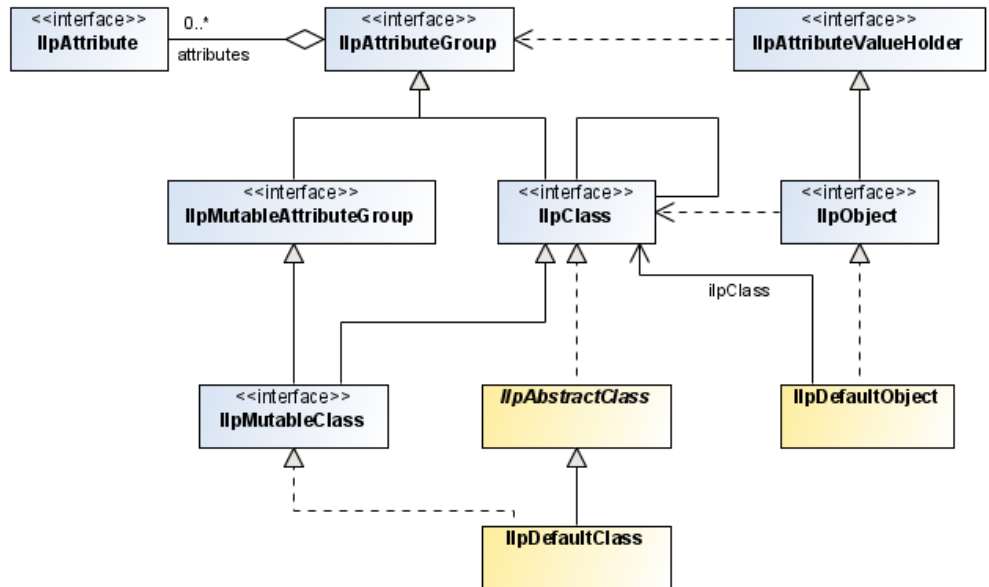 <<interface>>
IlpAttribute
0..*
attributes
<<interface>>
IlpAttributeGroup
<<interface>>
IlpAttributeValueHolder
<<interface>>
IlpMutableAttributeGroup
<<interface>>
IlpClass
<<interface>>
IlpObject
ilpClass
<<interface>>
IlpMutableClass
IlpAbstractClass
IlpDefaultObject
IlpDefaultClass